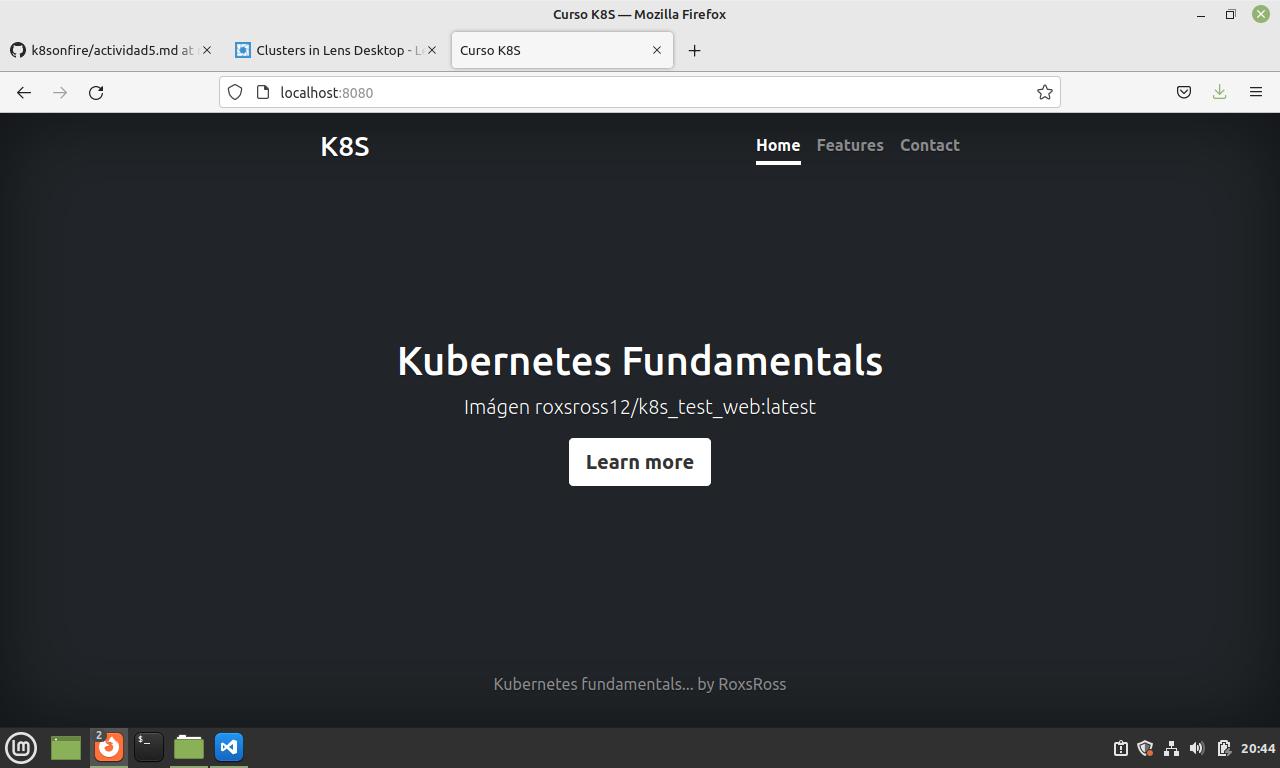 Curso K8S — Mozilla Firefox
k8sonfire/actividad5.md at
Clusters in Lens Desktop -
Curso K8S
localhost:8080
K8S
Home
Features
Contact
Kubernetes Fundamentals
Imágen roxsross12/k8s_test_web:latest
Learn more
Kubernetes fundamentals... by RoxsRoss
2
$_
20:44